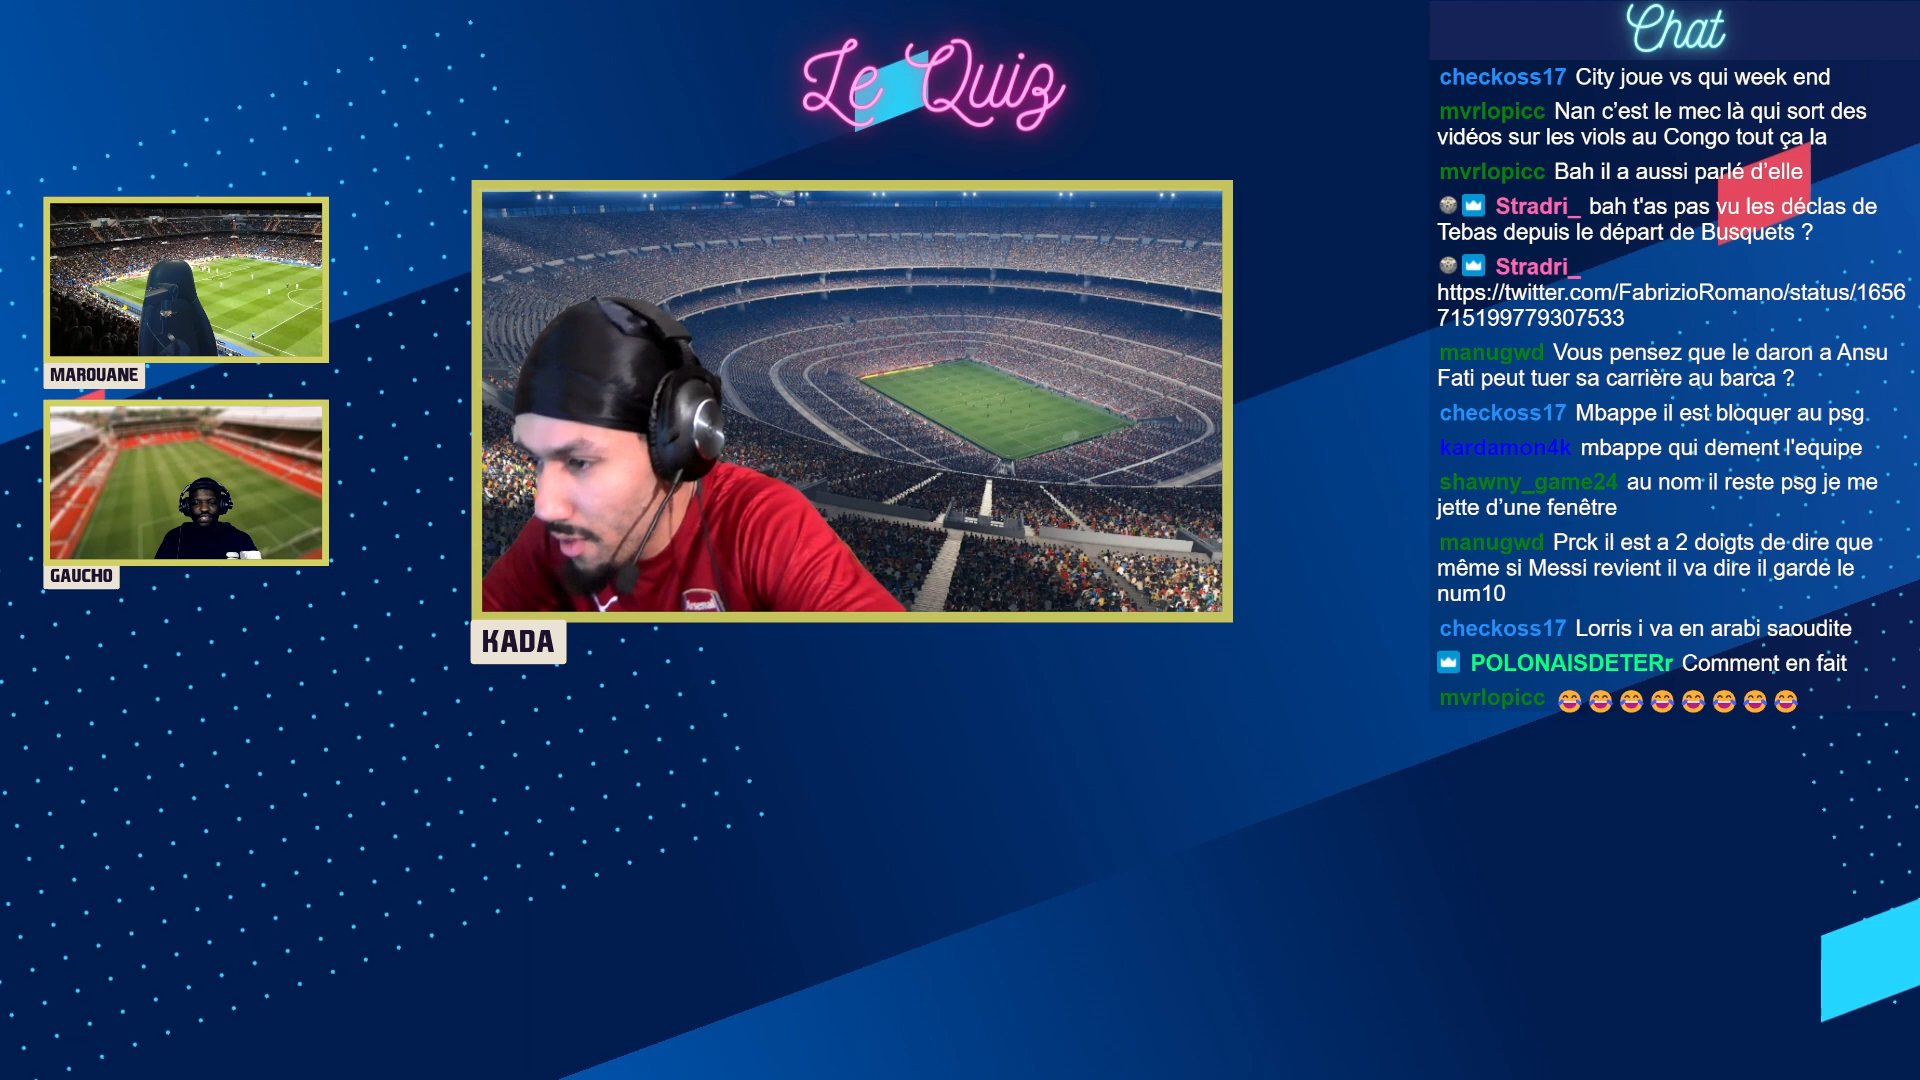 Le Quiz
MAROUANE
GAUCHO
KADA
Arsenal
Chat
checkoss17 City joue vs qui week end
mvrlopicc Nan c’est le mec là qui sort des
vidéos sur les viols au Congo tout ça la
mvrlopicc Bah il a aussi parlé d’elle
Stradri_ bah t'as pas vu les déclas de
Tebas depuis le départ de Busquets ?
Stradri_
https://twitter.com/FabrizioRomano/status/1656
715199779307533
manugwd Vous pensez que le daron a Ansu
Fati peut tuer sa carrière au barca ?
checkoss17 Mbappe il est bloquer au psg
kardamon4k mbappe qui dement l'equipe
shawny_game24 au nom il reste psg je me
jette d’une fenêtre
manugwd Prck il est a 2 doigts de dire que
même si Messi revient il va dire il garde le
num10
checkoss17 Lorris i va en arabi saoudite
POLONAISDETERr Comment en fait
mvrlopicc 😂😂😂😂😂😂😂😂